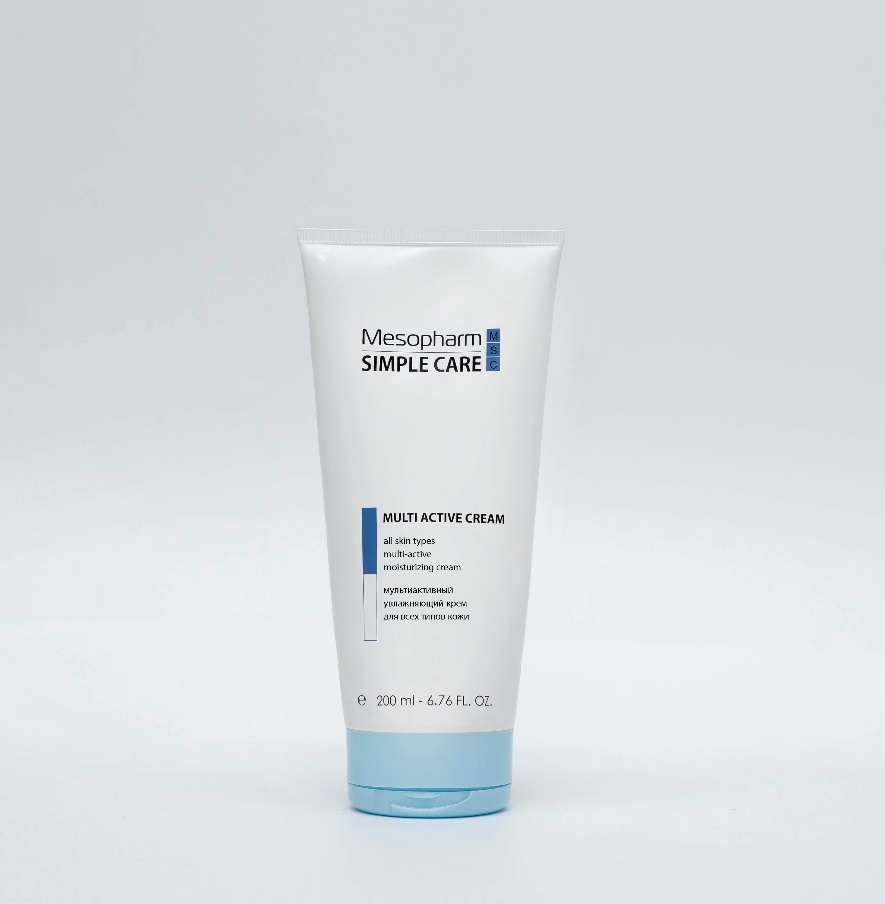 Mesopharm
SIMPLE CARE
M
S
C
MULTI ACTIVE CREAM
all skin types
multi-active
moisturizing cream
мультиактивный
увлажняющий крем
для всех типов кожи
℮ 200 ml - 6.76 FL. OZ.